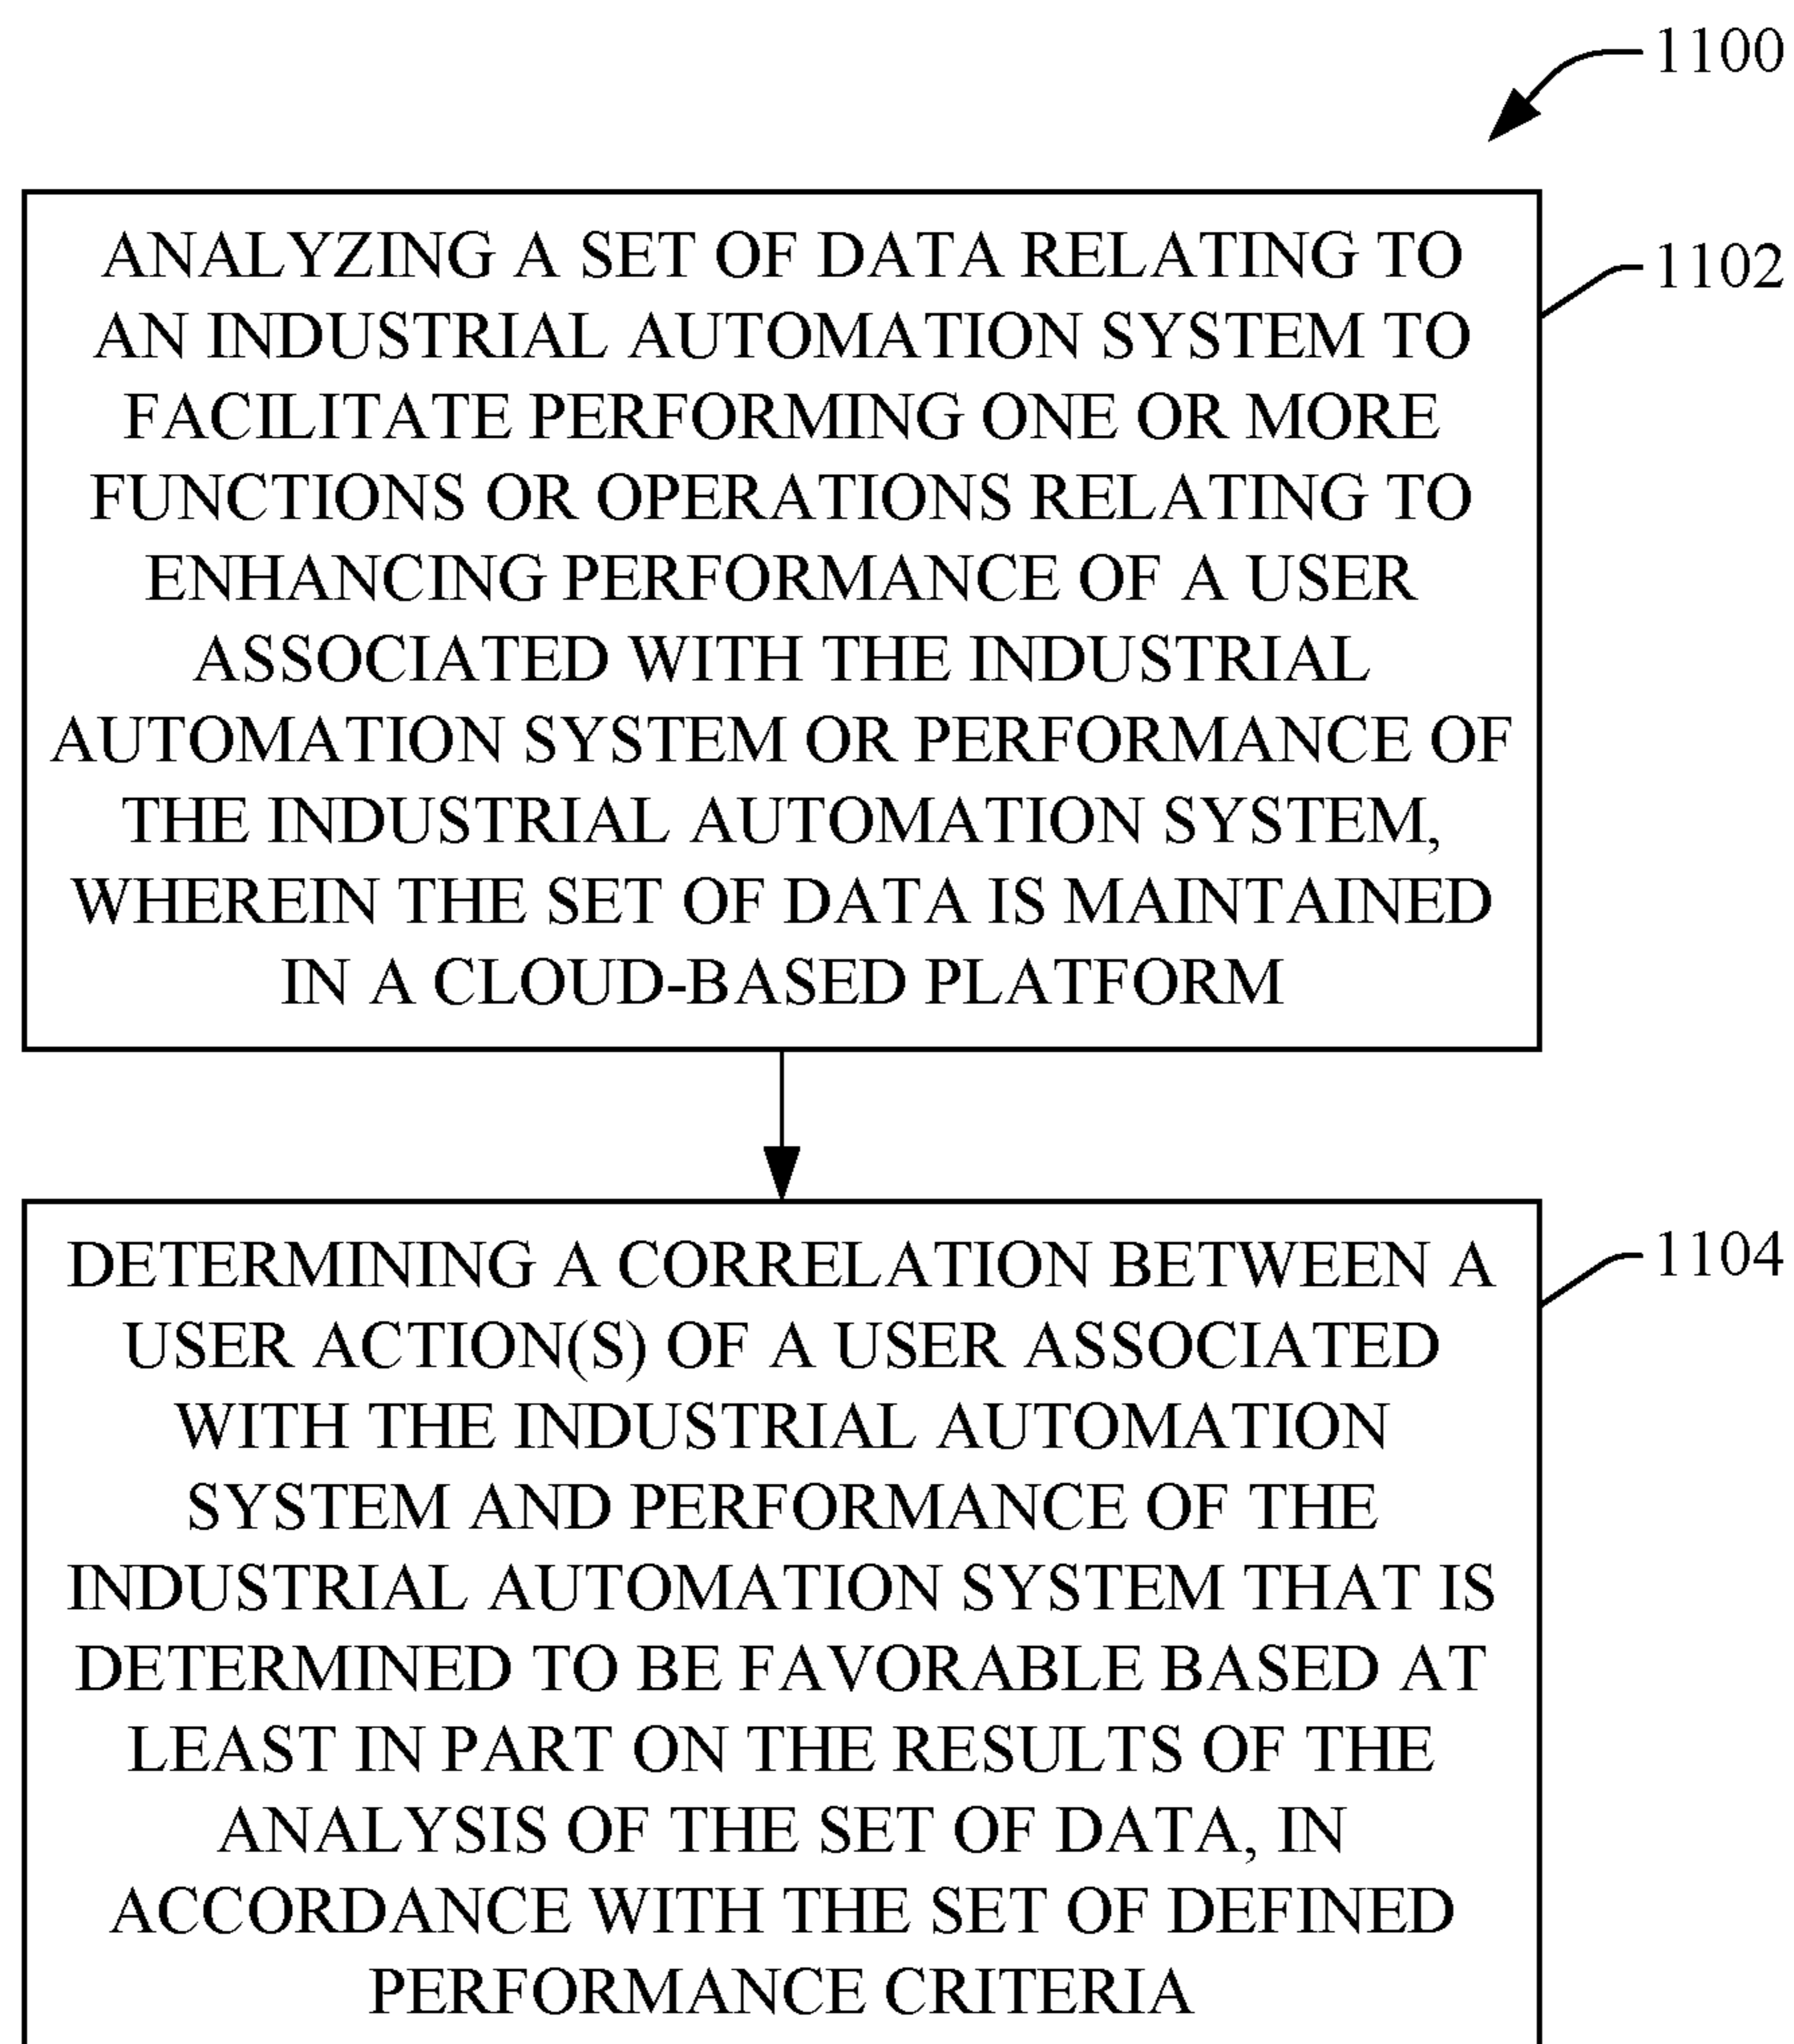 1100
ANALYZING A SET OF DATA RELATING TO
1102
AN INDUSTRIAL AUTOMATION SYSTEM TO
FACILITATE PERFORMING ONE OR MORE
FUNCTIONS OR OPERATIONS RELATING TO
ENHANCING PERFORMANCE OF A USER
ASSOCIATED WITH THE INDUSTRIAL
AUTOMATION SYSTEM OR PERFORMANCE OF
THE INDUSTRIAL AUTOMATION SYSTEM,
WHEREIN THE SET OF DATA IS MAINTAINED
IN A CLOUD-BASED PLATFORM
DETERMINING A CORRELATION BETWEEN A
1104
USER ACTION(S) OF A USER ASSOCIATED
WITH THE INDUSTRIAL AUTOMATION
SYSTEM AND PERFORMANCE OF THE
INDUSTRIAL AUTOMATION SYSTEM THAT IS
DETERMINED TO BE FAVORABLE BASED AT
LEAST IN PART ON THE RESULTS OF THE
ANALYSIS OF THE SET OF DATA, IN
ACCORDANCE WITH THE SET OF DEFINED
PERFORMANCE CRITERIA